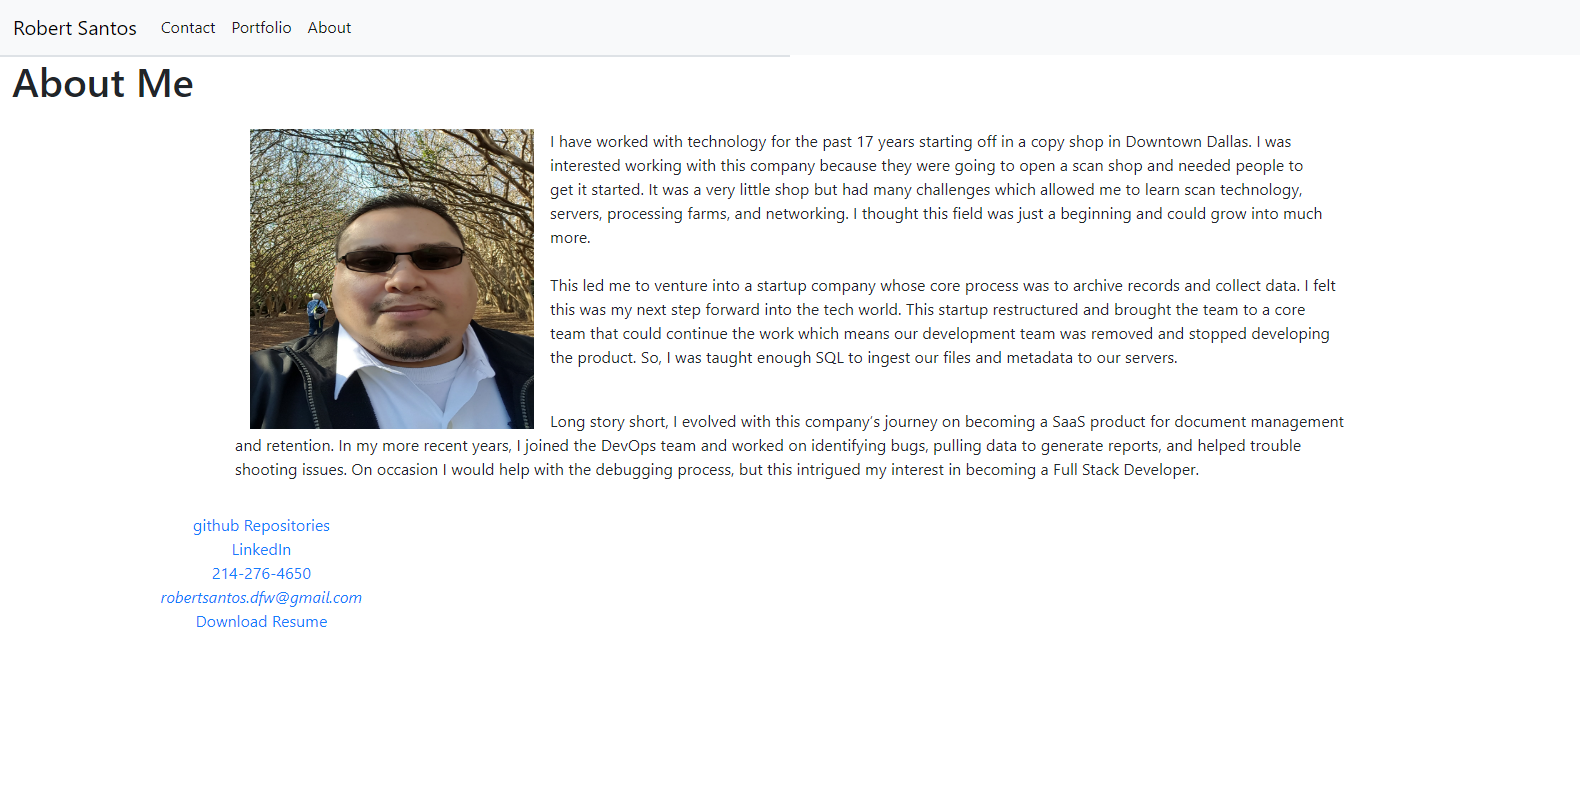 Robert Santos Contact Portfolio About
About Me
I have worked with technology for the past 17 years starting off in a copy shop in Downtown Dallas. I was
interested working with this company because they were going to open a scan shop and needed people to
get it started. It was a very little shop but had many challenges which allowed me to learn scan technology,
servers, processing farms, and networking. I thought this field was just a beginning and could grow into much
more.
This led me to venture into a startup company whose core process was to archive records and collect data. I felt
this was my next step forward into the tech world. This startup restructured and brought the team to a core
team that could continue the work which means our development team was removed and stopped developing
the product. So, I was taught enough SQL to ingest our files and metadata to our servers.
Long story short, I evolved with this company's journey on becoming a SaaS product for document management
and retention. In my more recent years, I joined the DevOps team and worked on identifying bugs, pulling data to generate reports, and helped trouble
shooting issues. On occasion I would help with the debugging process, but this intrigued my interest in becoming a Full Stack Developer.
github Repositories
LinkedIn
214-276-4650
robertsantos.dfw@gmail.com
Download Resume